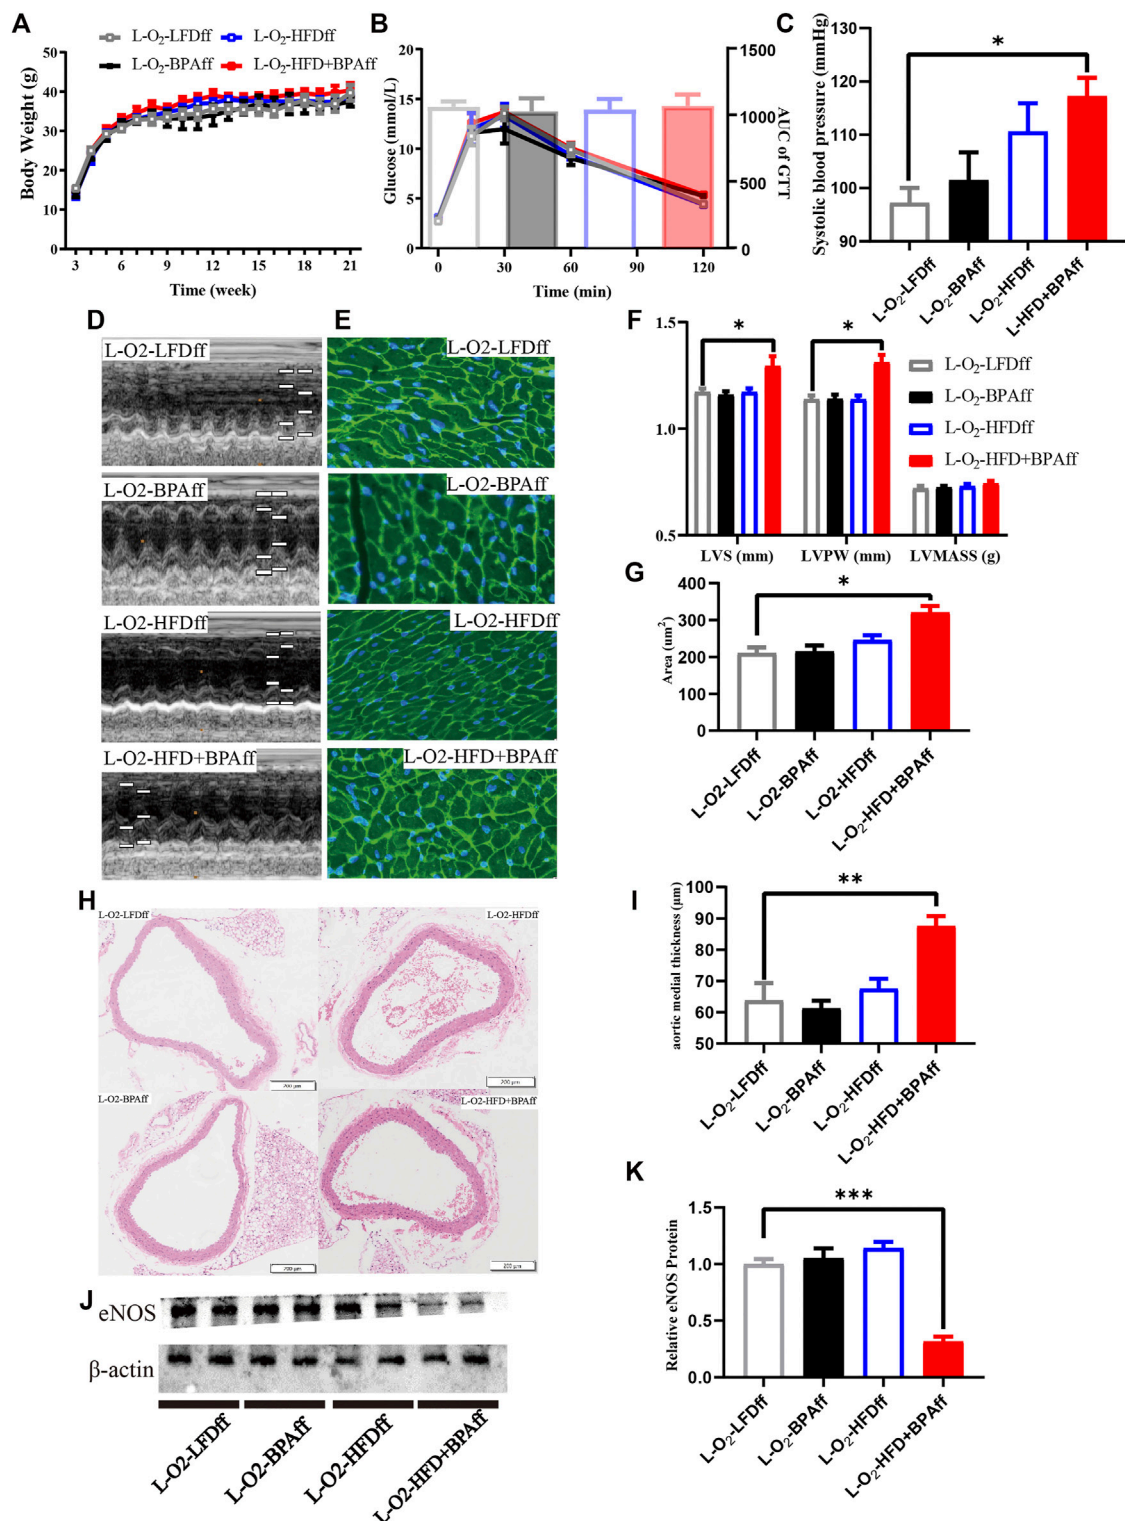 A
L-O2-LFDff
L-O2-HFDff
L-O2-BPAff
L-O2-HFD+BPAff
Body Weight (g)
50
40
30
20
10
0
3 6 9 12 15 18 21
Time (week)
B
Glucose (mmol/L)
20
15
10
5
0
0 30 60 90 120
Time (min)
1500
1000
500
0
AUC of GTT
C
Systolic blood pressure (mmHg)
130
120
110
100
90
*
L-O2-LFDff
L-O2-BPAff
L-O2-HFDff
L-HFD+BPAff
D
L-O2-LFDff
L-O2-BPAff
L-O2-HFDff
L-O2-HFD+BPAff
E
L-O2-LFDff
L-O2-BPAff
L-O2-HFDff
L-O2-HFD+BPAff
F
1.5
1.0
0.5
*
*
LVS (mm)
LVPW (mm)
LVMASS (g)
L-O2-LFDff
L-O2-BPAff
L-O2-HFDff
L-O2-HFD+BPAff
G
Area (um2)
400
300
200
100
0
*
L-O2-LFDff
L-O2-BPAff
L-O2-HFDff
L-O2-HFD+BPAff
H
L-O2-LFDff
200 μm
L-O2-HFDff
200 μm
L-O2-BPAff
200 μm
L-O2-HFD+BPAff
200 μm
I
aortic medial thickness (μm)
100
90
80
70
60
50
**
L-O2-LFDff
L-O2-BPAff
L-O2-HFDff
L-O2-HFD+BPAff
J
eNOS
β-actin
L-O2-LFDff
L-O2-BPAff
L-O2-HFDff
L-O2-HFD+BPAff
K
Relative eNOS Protein
1.5
1.0
0.5
0.0
***
L-O2-LFDff
L-O2-BPAff
L-O2-HFDff
L-O2-HFD+BPAff